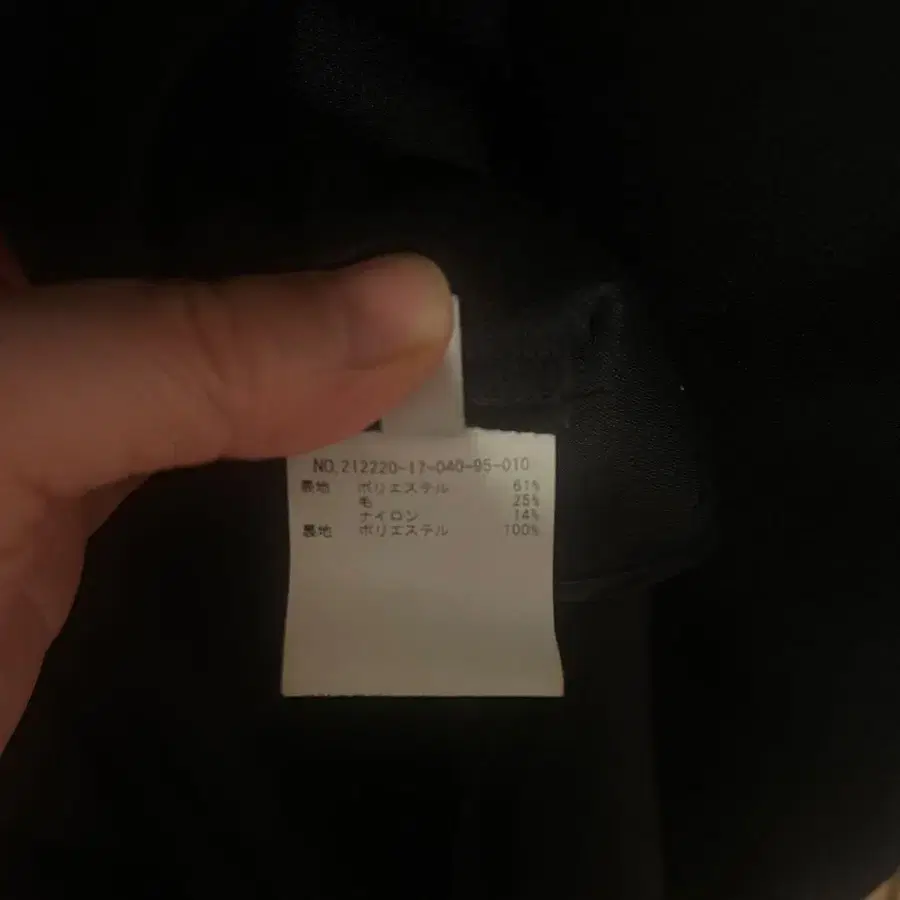 NO.212220-17-040-95-010
表地 ポリエステル 61%
毛 25%
ナイロン 14%
裏地 ポリエステル 100%